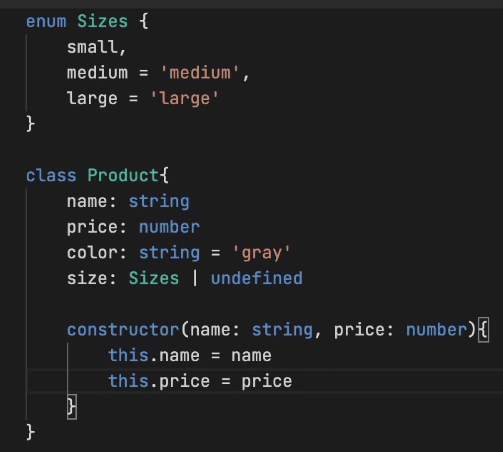 enum Sizes {
    small,
    medium = 'medium',
    large = 'large'
}

class Product{
    name: string
    price: number
    color: string = 'gray'
    size: Sizes | undefined

    constructor(name: string, price: number){
        this.name = name
        this.price = price
    }
}